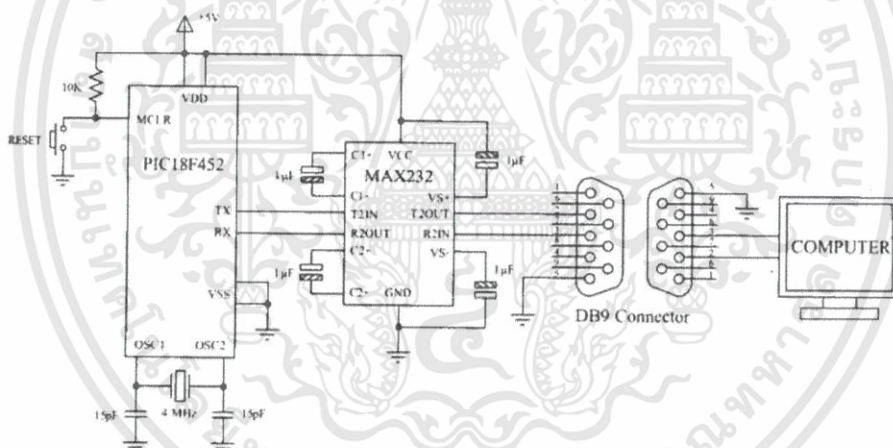 +5V
10K
VDD
MCLR
RESET
PIC18F452
TX
RX
VSS
OSC1
OSC2
15pF
4 MHz
15pF
C1+
VCC
1μF
MAX232
1μF
C1-
VS+
T2IN
T2OUT
R2OUT
R2IN
C2-
VS-
1μF
1μF
C2-
GND
DB9 Connector
COMPUTER